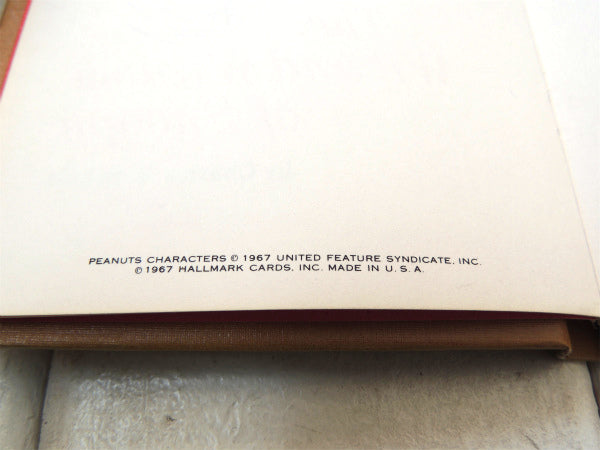 PEANUTS CHARACTERS © 1967 UNITED FEATURE SYNDICATE, INC.
© 1967 HALLMARK CARDS, INC. MADE IN U. S. A.